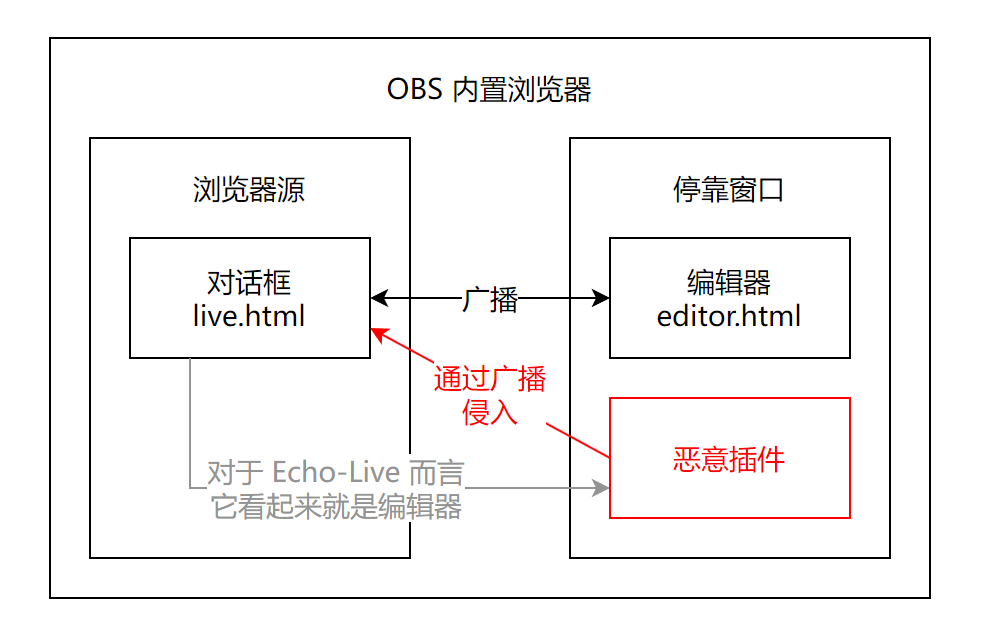 OBS 内置浏览器
浏览器源
停靠窗口
对话框
live.html
广播
编辑器
editor.html
通过广播
侵入
恶意插件
对于 Echo-Live 而言
它看起来就是编辑器